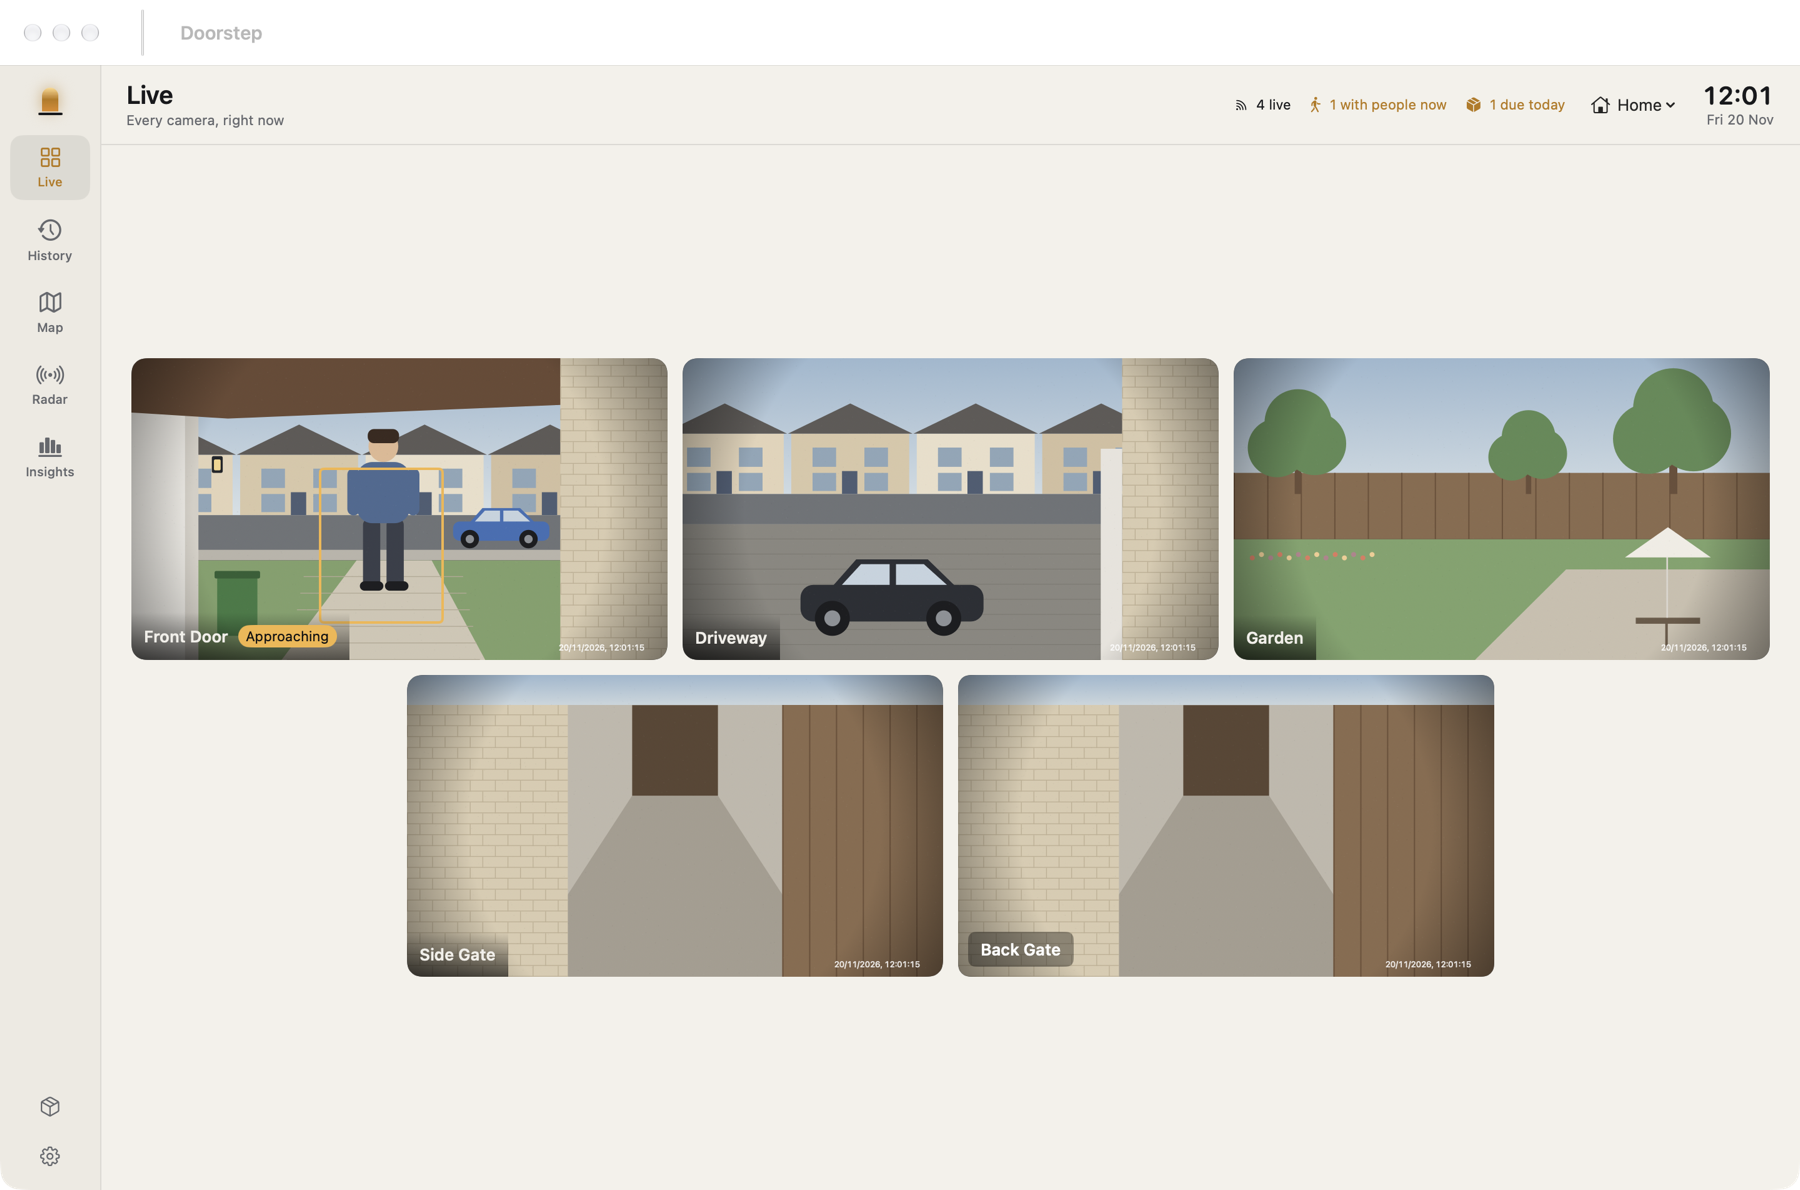 Doorstep
Live
Every camera, right now
4 live
1 with people now
1 due today
Home
12:01
Fri 20 Nov
Live
History
Map
Radar
Insights
Front Door
Approaching
20/11/2026, 12:01:15
Driveway
20/11/2026, 12:01:15
Garden
20/11/2026, 12:01:15
Side Gate
20/11/2026, 12:01:15
Back Gate
20/11/2026, 12:01:15